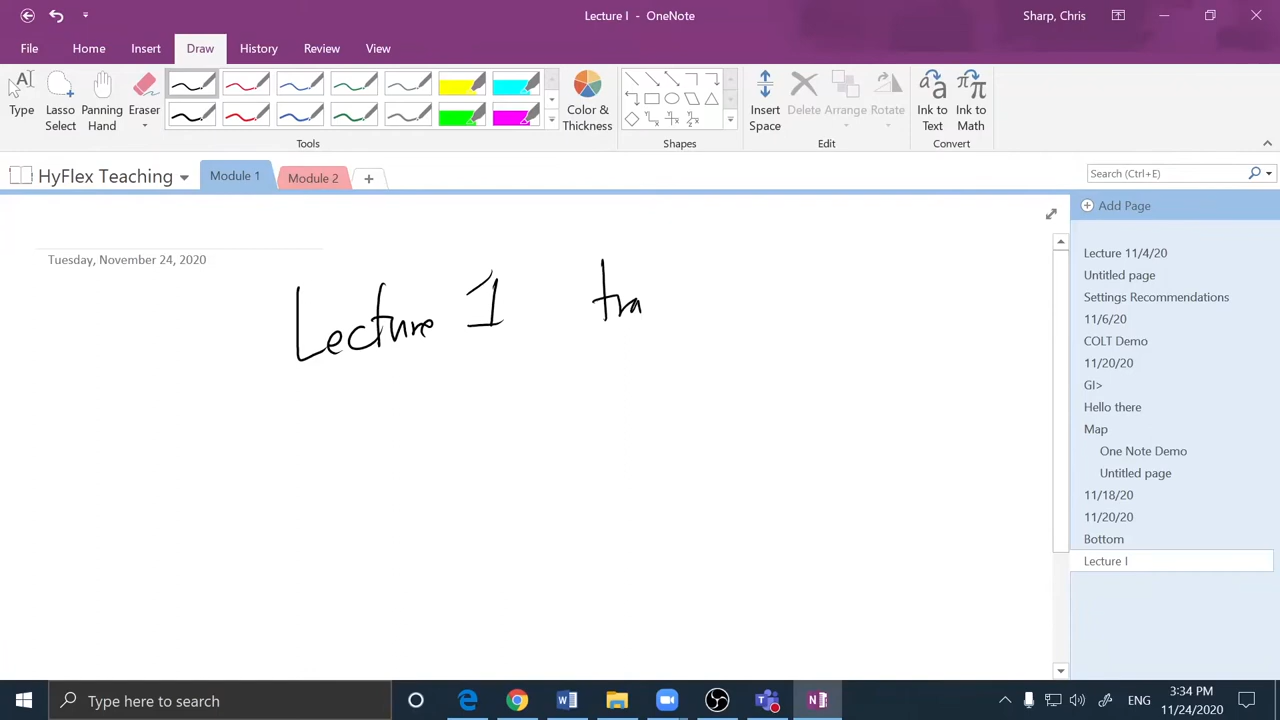 Lecture I - OneNote
Sharp, Chris
File Home Insert Draw History Review View
Type
Lasso Select
Panning Hand
Eraser
Color & Thickness
Insert Space
Delete Arrange Rotate
Ink to Text
Ink to Math
Tools Shapes Edit Convert
HyFlex Teaching Module 1 Module 2
Search (Ctrl+E)
Add Page
Tuesday, November 24, 2020
Lecture 1 tra
Lecture 11/4/20
Untitled page
Settings Recommendations
11/6/20
COLT Demo
11/20/20
GI>
Hello there
Map
One Note Demo
Untitled page
11/18/20
11/20/20
Bottom
Lecture I
Type here to search
ENG
3:34 PM
11/24/2020